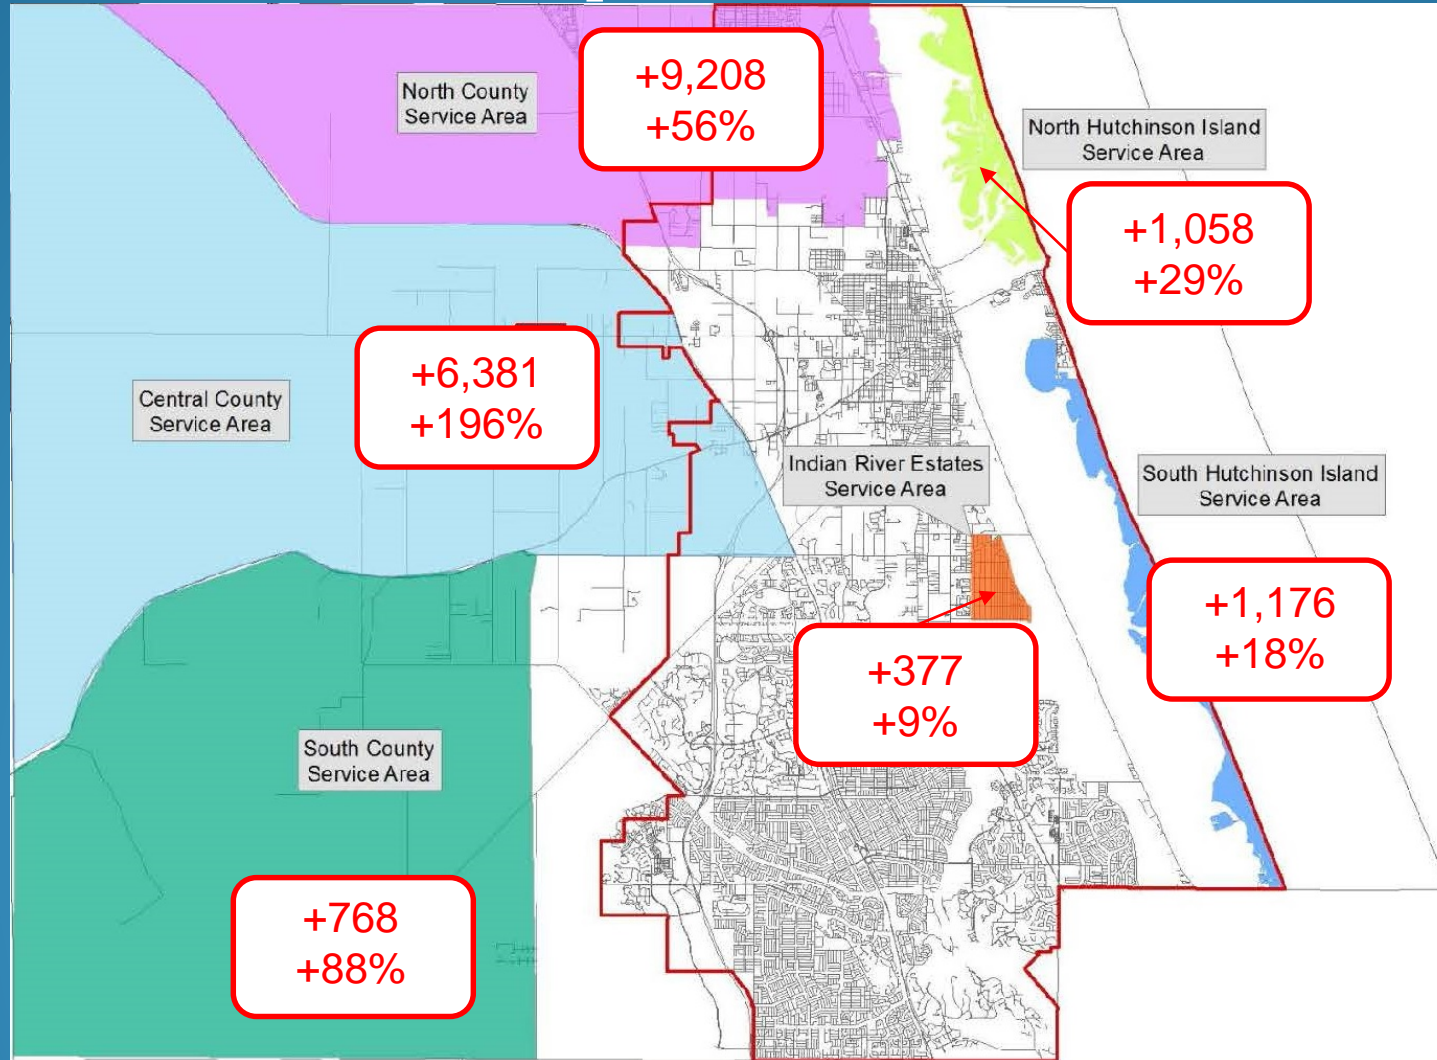 +9,208
+56%
North County
Service Area
North Hutchinson Island
Service Area
+1,058
+29%
+6,381
+196%
Central County
Service Area
Indian River Estates
Service Area
South Hutchinson Island
Service Area
+1,176
+18%
+377
+9%
South County
Service Area
+768
+88%